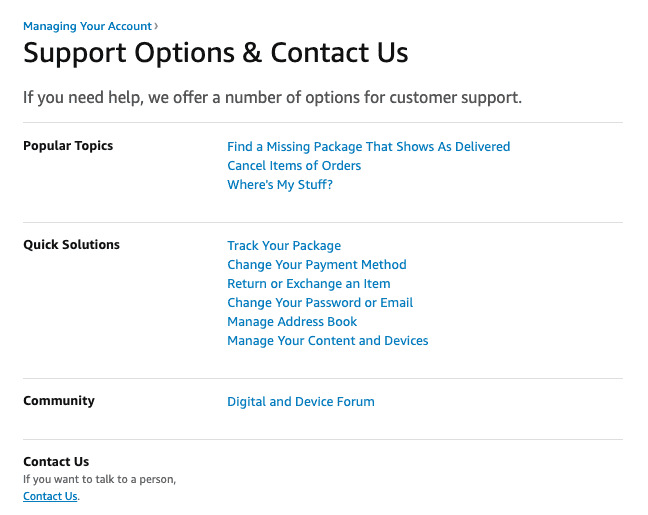 Managing Your Account ›
Support Options & Contact Us
If you need help, we offer a number of options for customer support.
Popular Topics
Find a Missing Package That Shows As Delivered
Cancel Items of Orders
Where's My Stuff?
Quick Solutions
Track Your Package
Change Your Payment Method
Return or Exchange an Item
Change Your Password or Email
Manage Address Book
Manage Your Content and Devices
Community
Digital and Device Forum
Contact Us
If you want to talk to a person,
Contact Us.